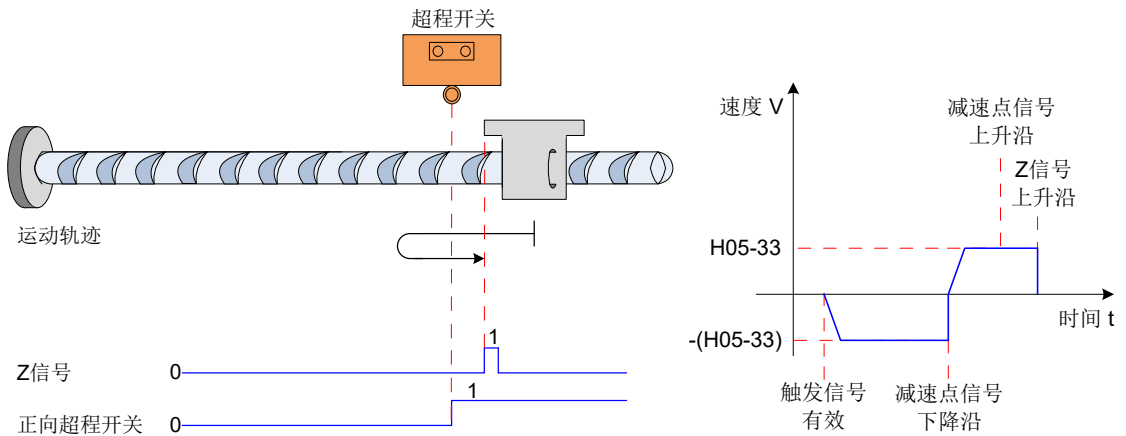 超程开关
运动轨迹
Z信号
0
1
正向超程开关
0
1
速度 V
减速点信号
上升沿
Z信号
上升沿
H05-33
-(H05-33)
时间 t
触发信号
有效
减速点信号
下降沿